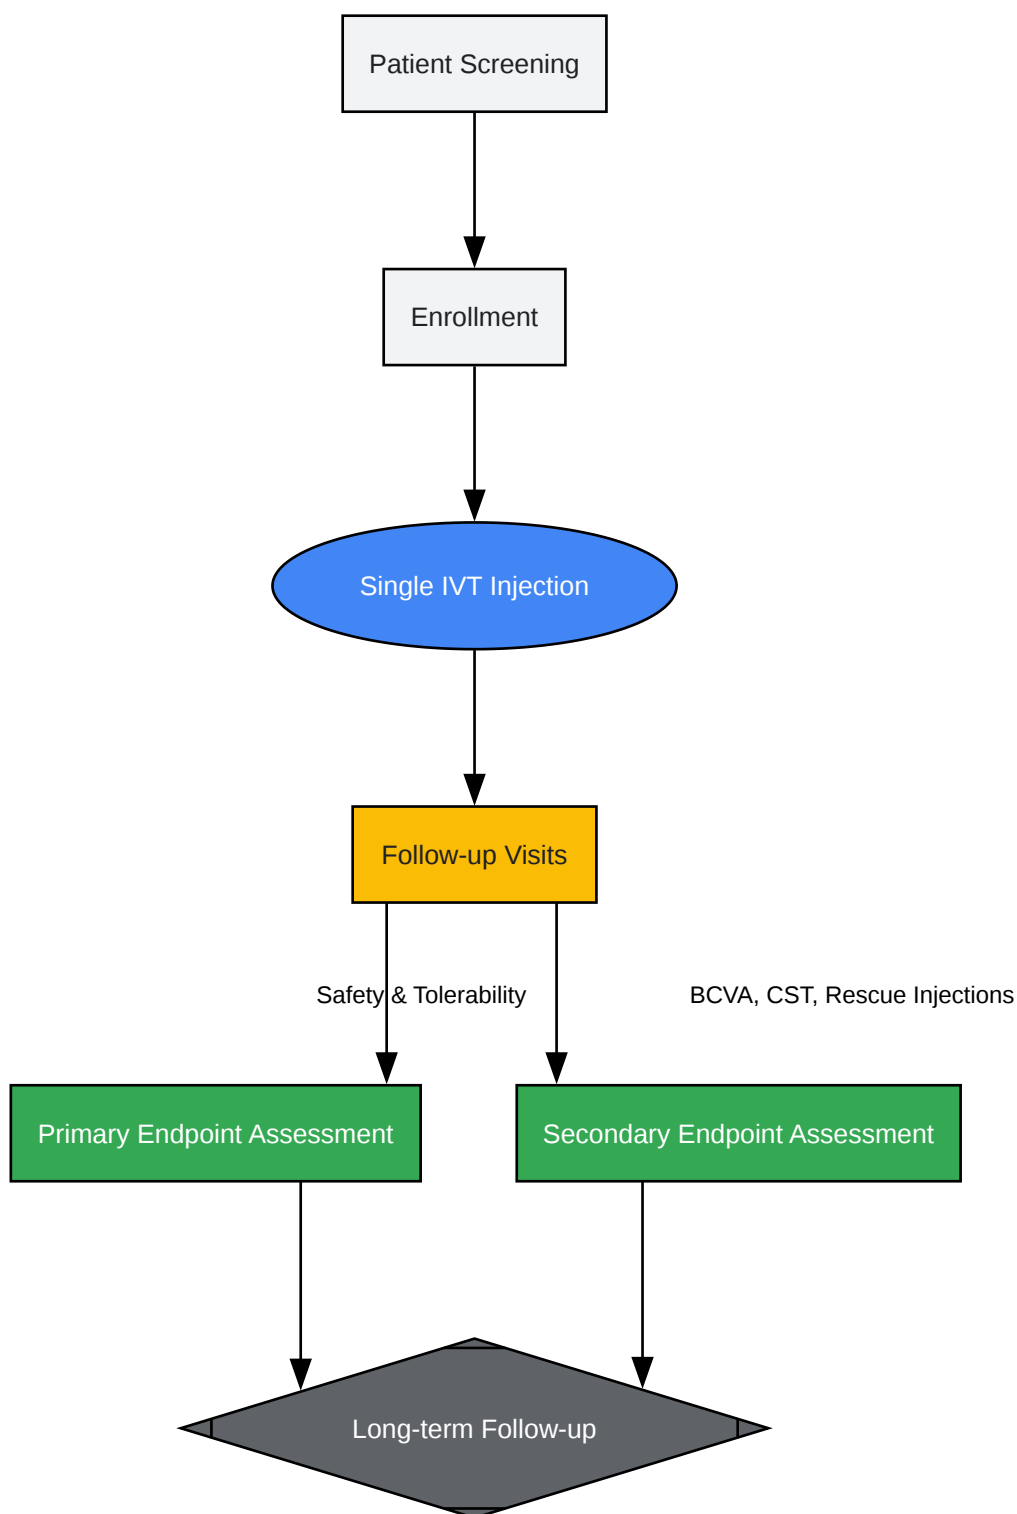 Patient Screening
Enrollment
Single IVT Injection
Follow-up Visits
Safety & Tolerability
BCVA, CST, Rescue Injections
Primary Endpoint Assessment
Secondary Endpoint Assessment
Long-term Follow-up